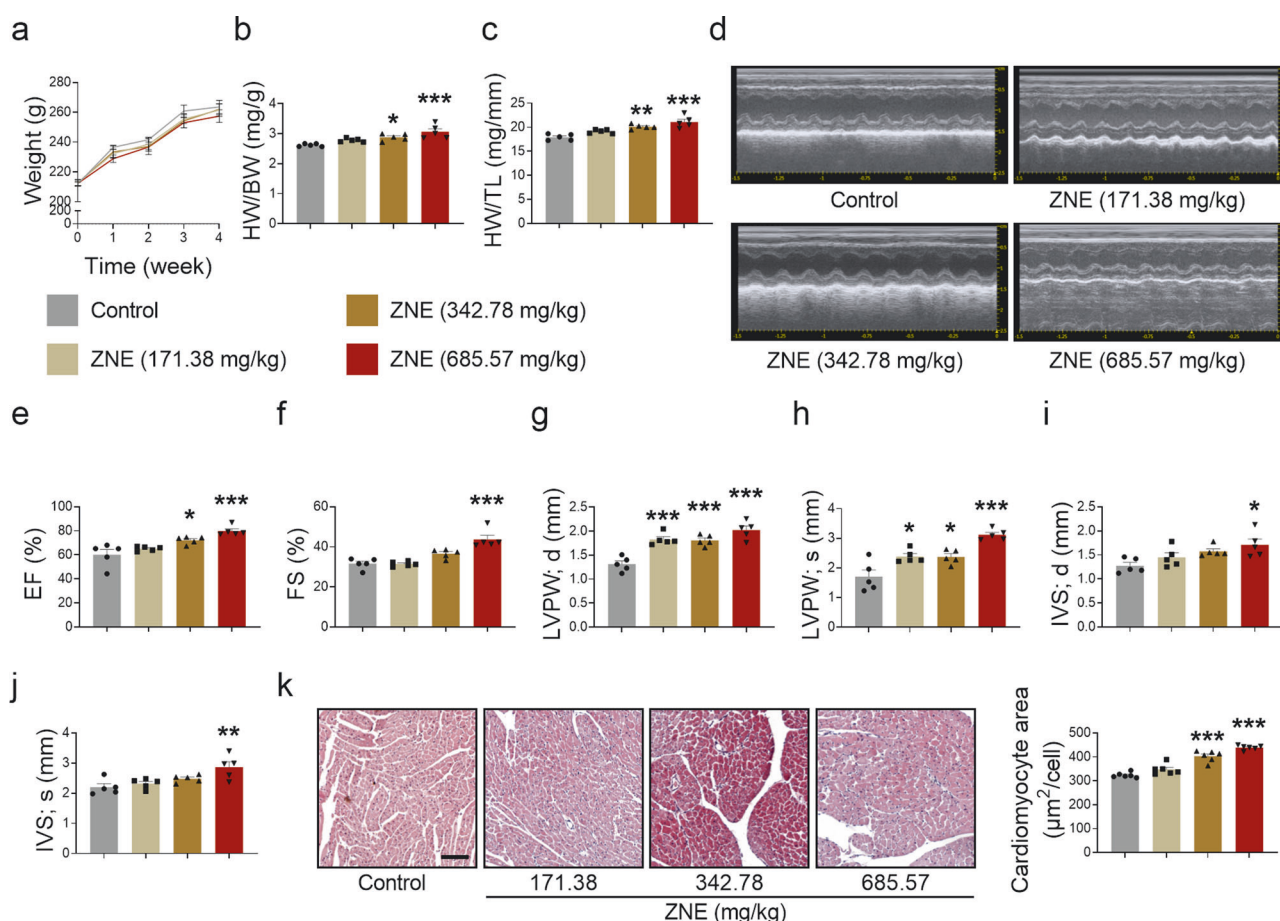 a
b
c
d
Weight (g)
280
260
240
220
200
200
0
0 1 2 3 4
Time (week)
HW/BW (mg/g)
4
3
2
1
0
*
***
HW/TL (mg/mm)
25
20
15
10
5
0
**
***
Control
ZNE (171.38 mg/kg)
ZNE (342.78 mg/kg)
ZNE (685.57 mg/kg)
Control
ZNE (342.78 mg/kg)
ZNE (171.38 mg/kg)
ZNE (685.57 mg/kg)
e
f
g
h
i
EF (%)
100
80
60
40
20
0
*
***
FS (%)
60
40
20
0
***
LVPW; d (mm)
2.5
2.0
1.5
1.0
0.5
0.0
***
***
***
LVPW; s (mm)
4
3
2
1
0
*
*
***
IVS; d (mm)
2.5
2.0
1.5
1.0
0.5
0.0
*
j
k
IVS; s (mm)
4
3
2
1
0
**
Control
171.38
342.78
685.57
ZNE (mg/kg)
Cardiomyocyte area
(µm²/cell)
500
400
300
200
100
0
***
***